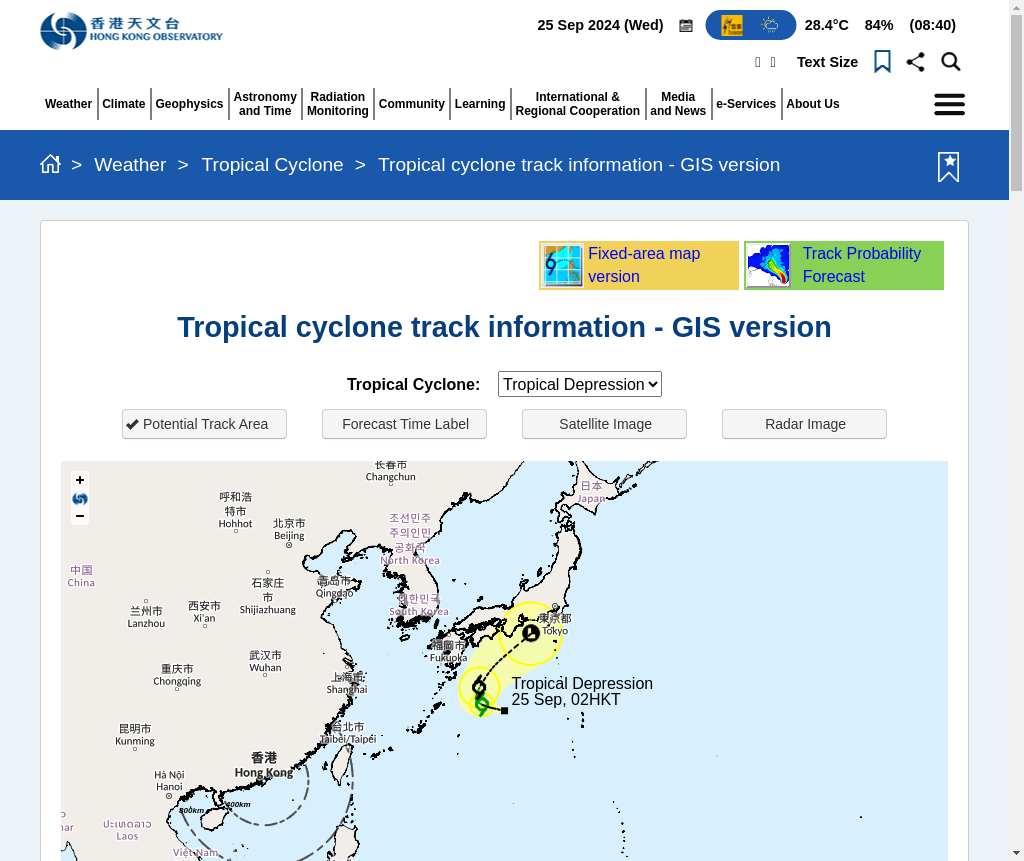 香港天文台
HONG KONG OBSERVATORY
25 Sep 2024 (Wed)
28.4°C 84% (08:40)
Text Size
Weather
Climate
Geophysics
Astronomy
and Time
Radiation
Monitoring
Community
Learning
International &
Regional Cooperation
Media
and News
e-Services
About Us
> Weather > Tropical Cyclone > Tropical cyclone track information - GIS version
Fixed-area map
version
Track Probability
Forecast
Tropical cyclone track information - GIS version
Tropical Cyclone: Tropical Depression
Potential Track Area
Forecast Time Label
Satellite Image
Radar Image
+
−
长春市
Changchun
日本
Japan
呼和浩
特市
Hohhot
北京市
Beijing
조선민주
주의인민
공화국
North Korea
中国
China
石家庄
市
Shijiazhuang
青岛市
Qingdao
대한민국
South Korea
兰州市
Lanzhou
西安市
Xi'an
東京都
Tokyo
福岡市
Fukuoka
武汉市
Wuhan
重庆市
Chongqing
上海市
Shanghai
Tropical Depression
25 Sep, 02HKT
昆明市
Kunming
台北市
Taibei/Taipei
香港
Hong Kong
Hà Nội
Hanoi
800km
400km
ປະເທດລາວ
Laos
Việt Nam